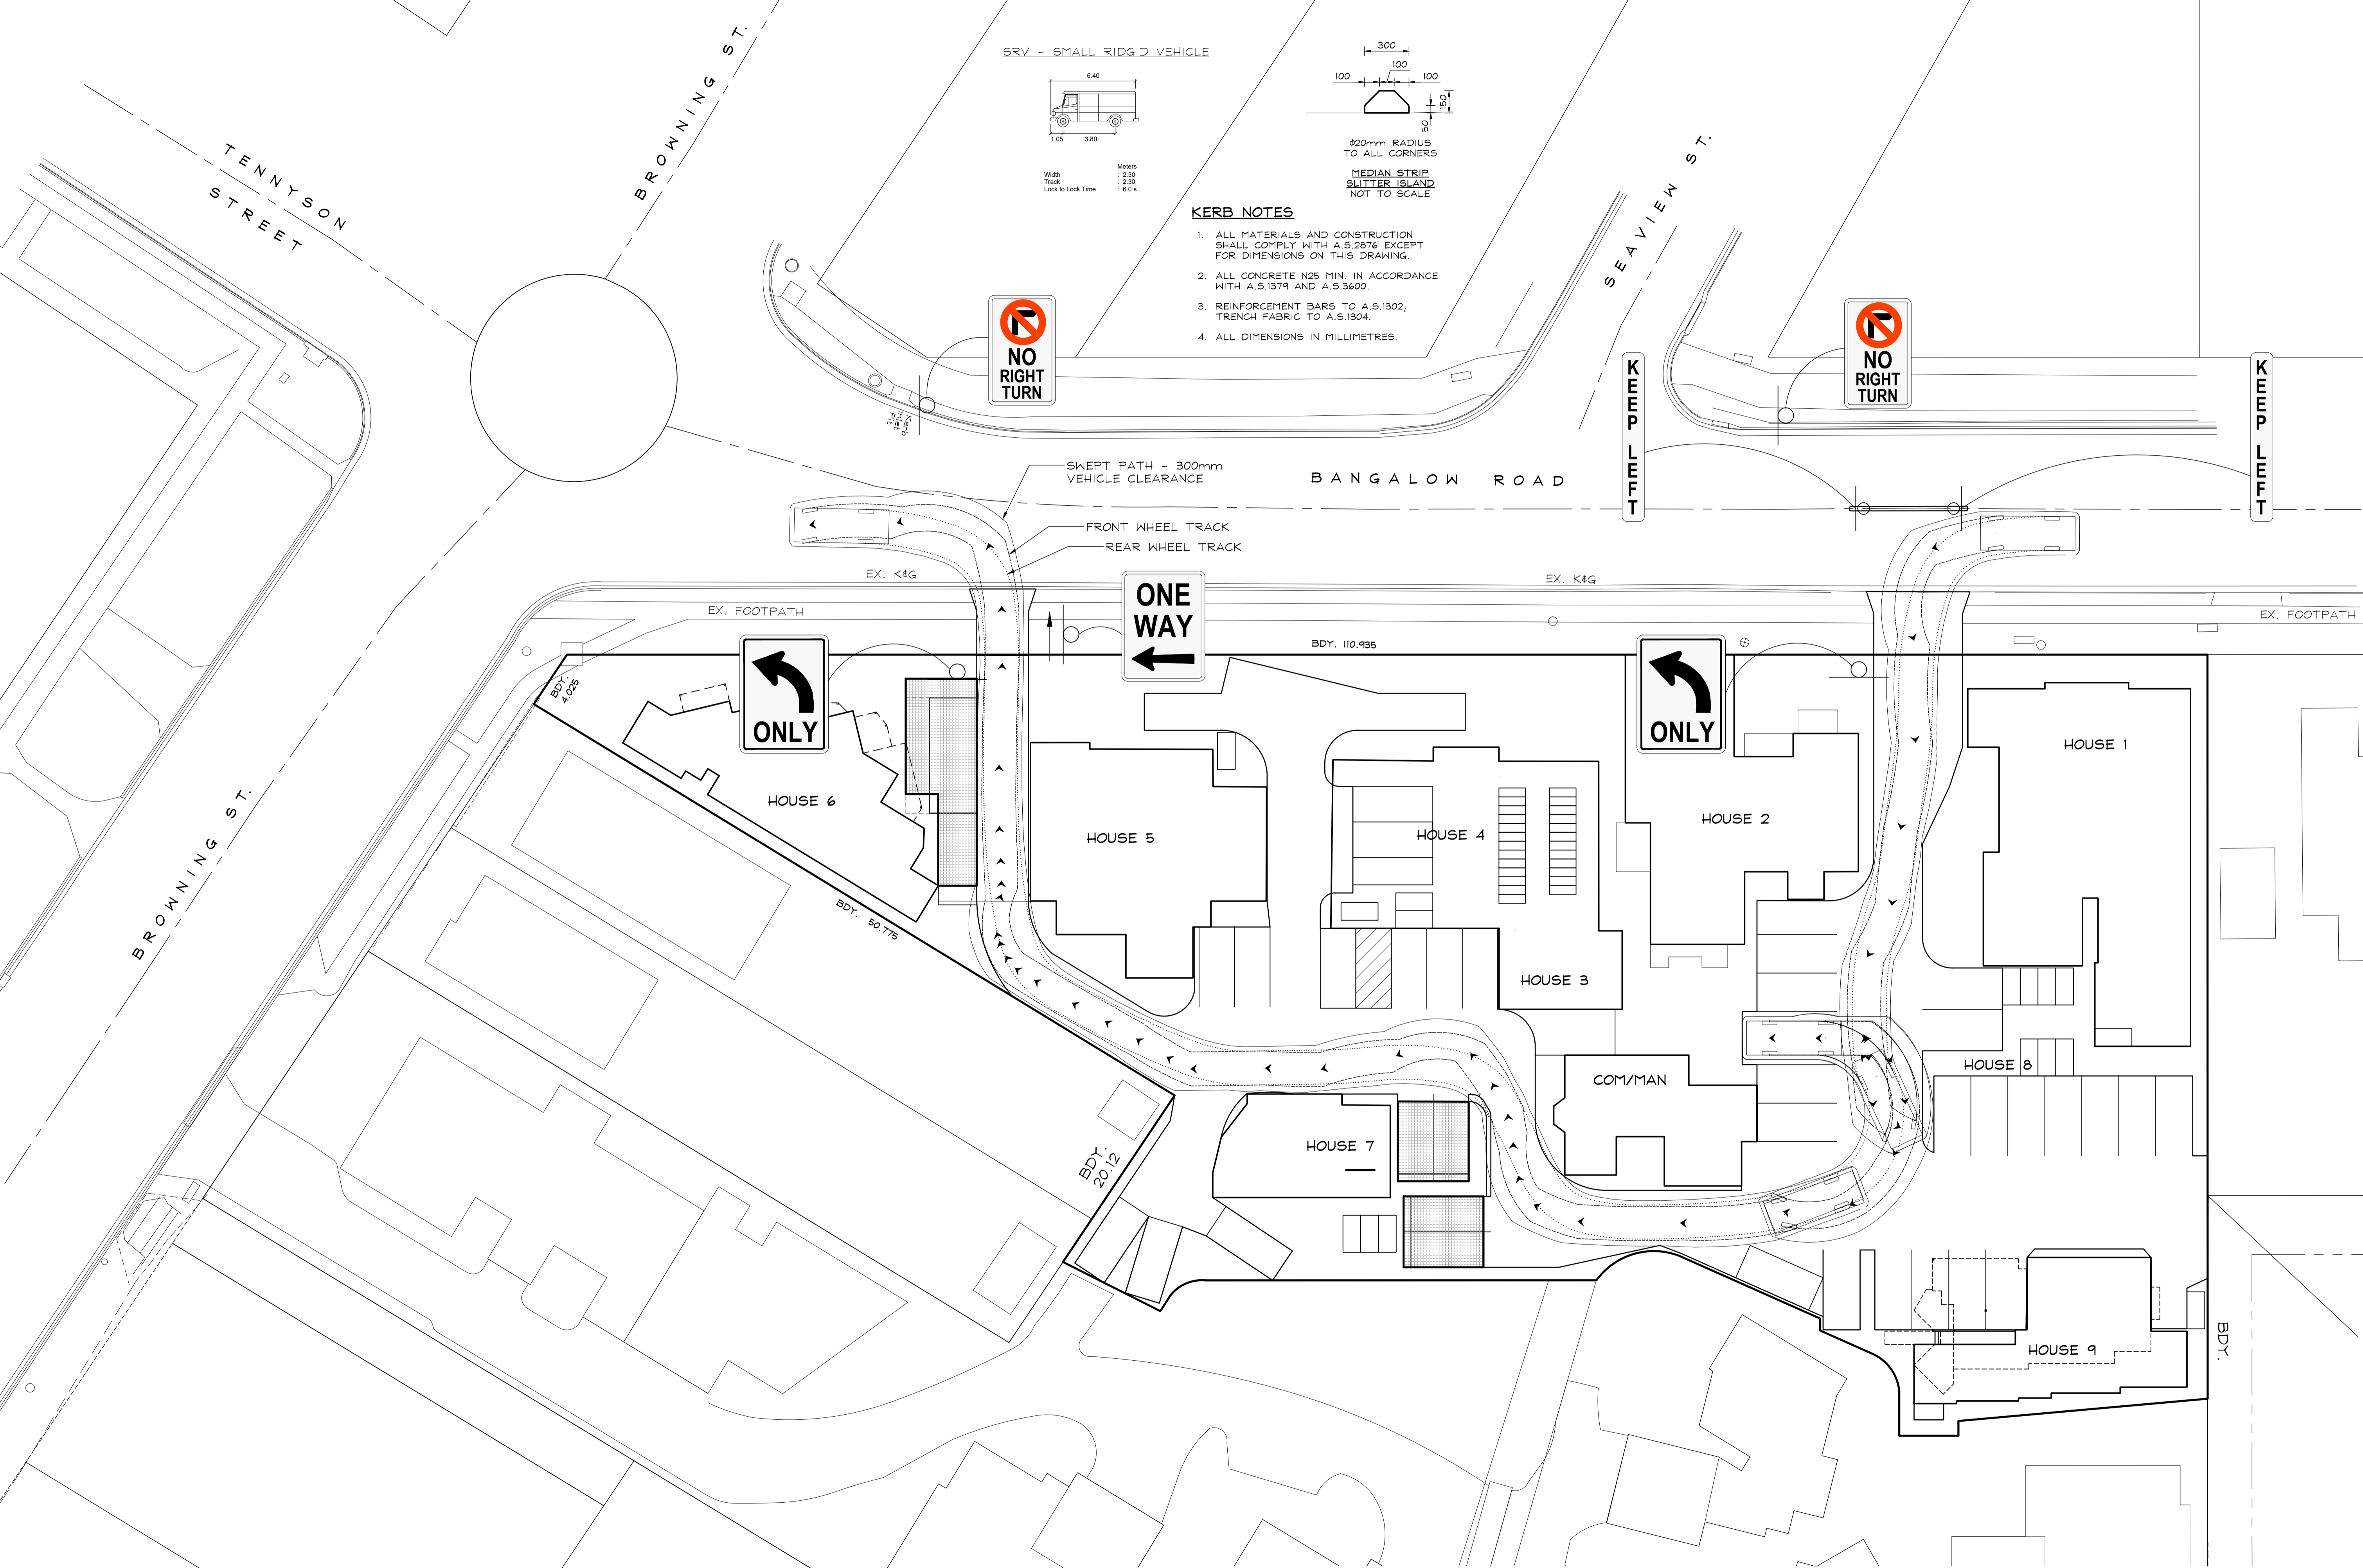 SRV - SMALL RIDGID VEHICLE
6.40
1.05 3.80
Meters
Width : 2.30
Track : 2.30
Lock to Lock Time : 6.0 s
300
100
100 100
150
50
Φ20mm RADIUS
TO ALL CORNERS
MEDIAN STRIP
SLITTER ISLAND
NOT TO SCALE
KERB NOTES
1. ALL MATERIALS AND CONSTRUCTION
SHALL COMPLY WITH A.S.2876 EXCEPT
FOR DIMENSIONS ON THIS DRAWING.
2. ALL CONCRETE N25 MIN. IN ACCORDANCE
WITH A.S.1379 AND A.S.3600.
3. REINFORCEMENT BARS TO A.S.1302,
TRENCH FABRIC TO A.S.1304.
4. ALL DIMENSIONS IN MILLIMETRES.
TENNYSON
STREET
BROWNING ST.
SEAVIEW ST.
NO
RIGHT
TURN
NO
RIGHT
TURN
KEEP LEFT
KEEP LEFT
Kerb
SWEPT PATH - 300mm
VEHICLE CLEARANCE
BANGALOW ROAD
FRONT WHEEL TRACK
REAR WHEEL TRACK
EX. K&G
EX. K&G
EX. FOOTPATH
EX. FOOTPATH
ONE
WAY
BDY. 110.935
BDY.
4.025
ONLY
ONLY
HOUSE 1
HOUSE 6
HOUSE 5
HOUSE 4
HOUSE 2
BROWNING ST.
BDY. 50.775
HOUSE 3
HOUSE 8
COM/MAN
HOUSE 7
BDY.
20.12
HOUSE 9
BDY.